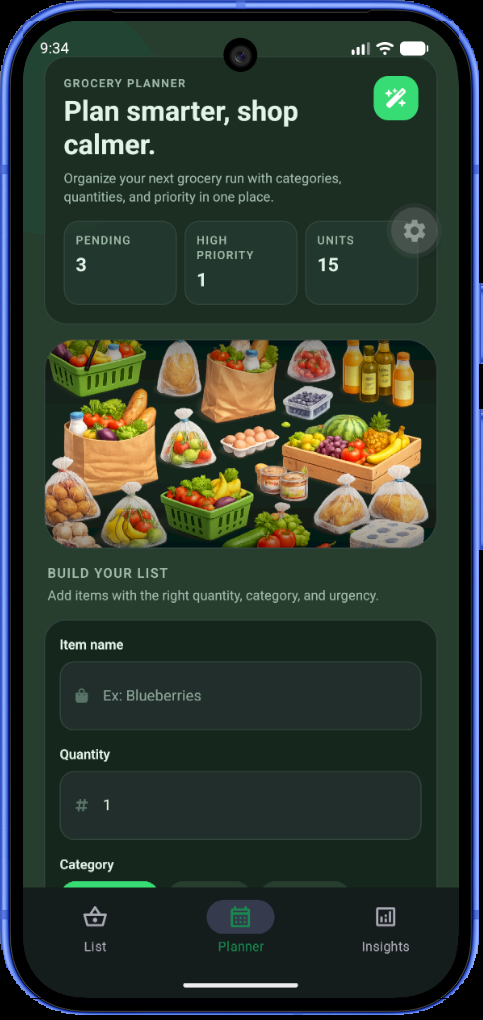 9:34
GROCERY PLANNER
Plan smarter, shop
calmer.
Organize your next grocery run with categories,
quantities, and priority in one place.
PENDING
3
HIGH
PRIORITY
1
UNITS
15
BUILD YOUR LIST
Add items with the right quantity, category, and urgency.
Item name
Ex: Blueberries
Quantity
# 1
Category
List
Planner
Insights